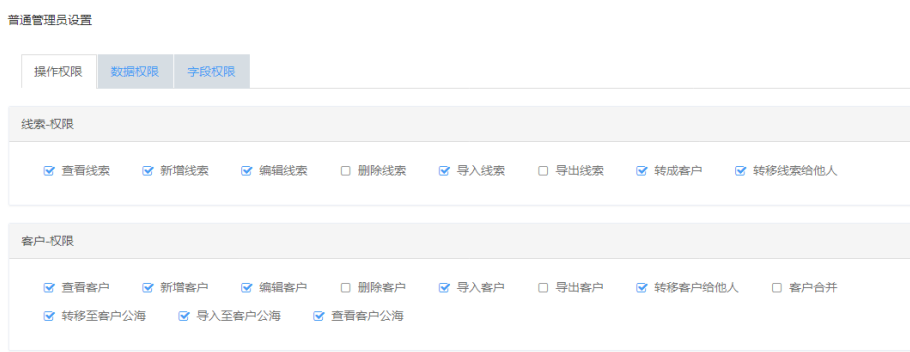 普通管理员设置
操作权限 数据权限 字段权限
线索-权限
查看线索 新增线索 编辑线索 删除线索 导入线索 导出线索 转成客户 转移线索给他人
客户-权限
查看客户 新增客户 编辑客户 删除客户 导入客户 导出客户 转移客户给他人 客户合并
转移至客户公海 导入至客户公海 查看客户公海